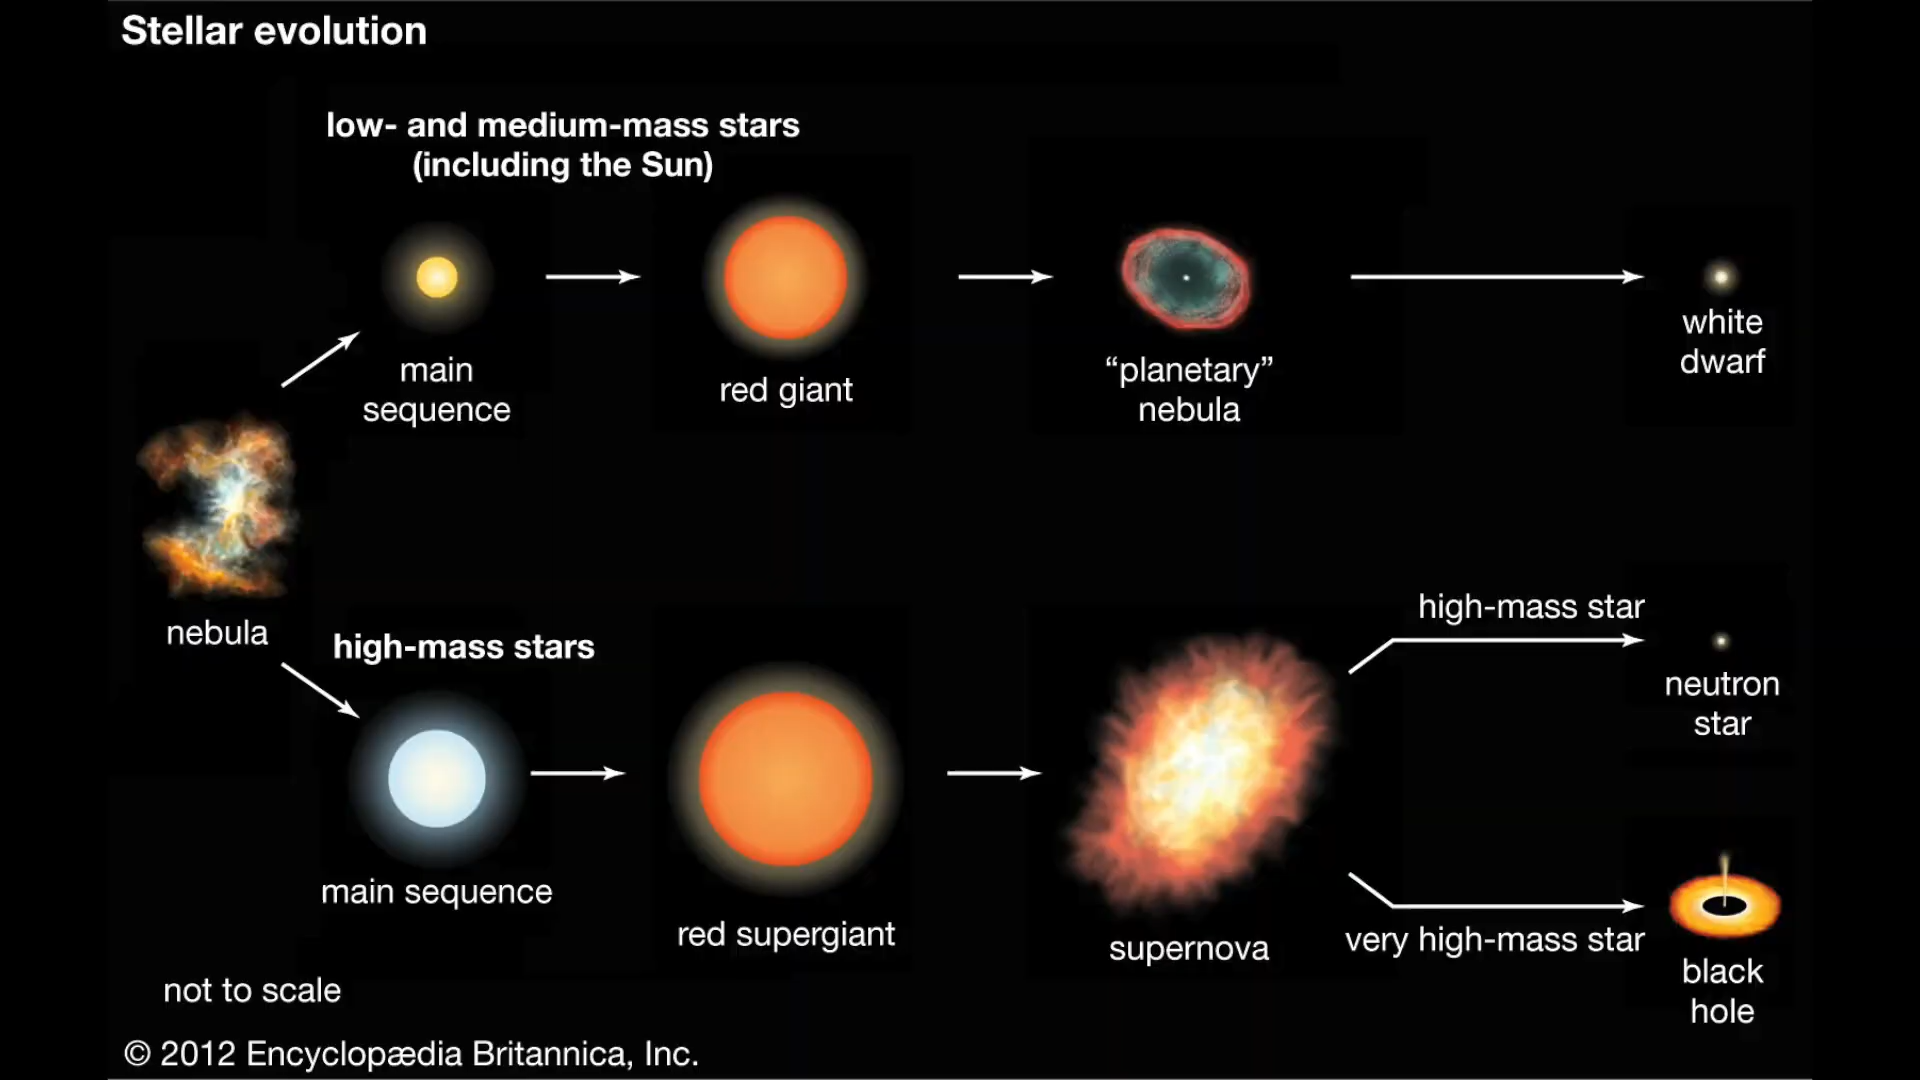 Stellar evolution
low- and medium-mass stars
(including the Sun)
main
sequence
red giant
“planetary”
nebula
white
dwarf
nebula
high-mass stars
main sequence
red supergiant
supernova
high-mass star
neutron
star
very high-mass star
black
hole
not to scale
© 2012 Encyclopædia Britannica, Inc.